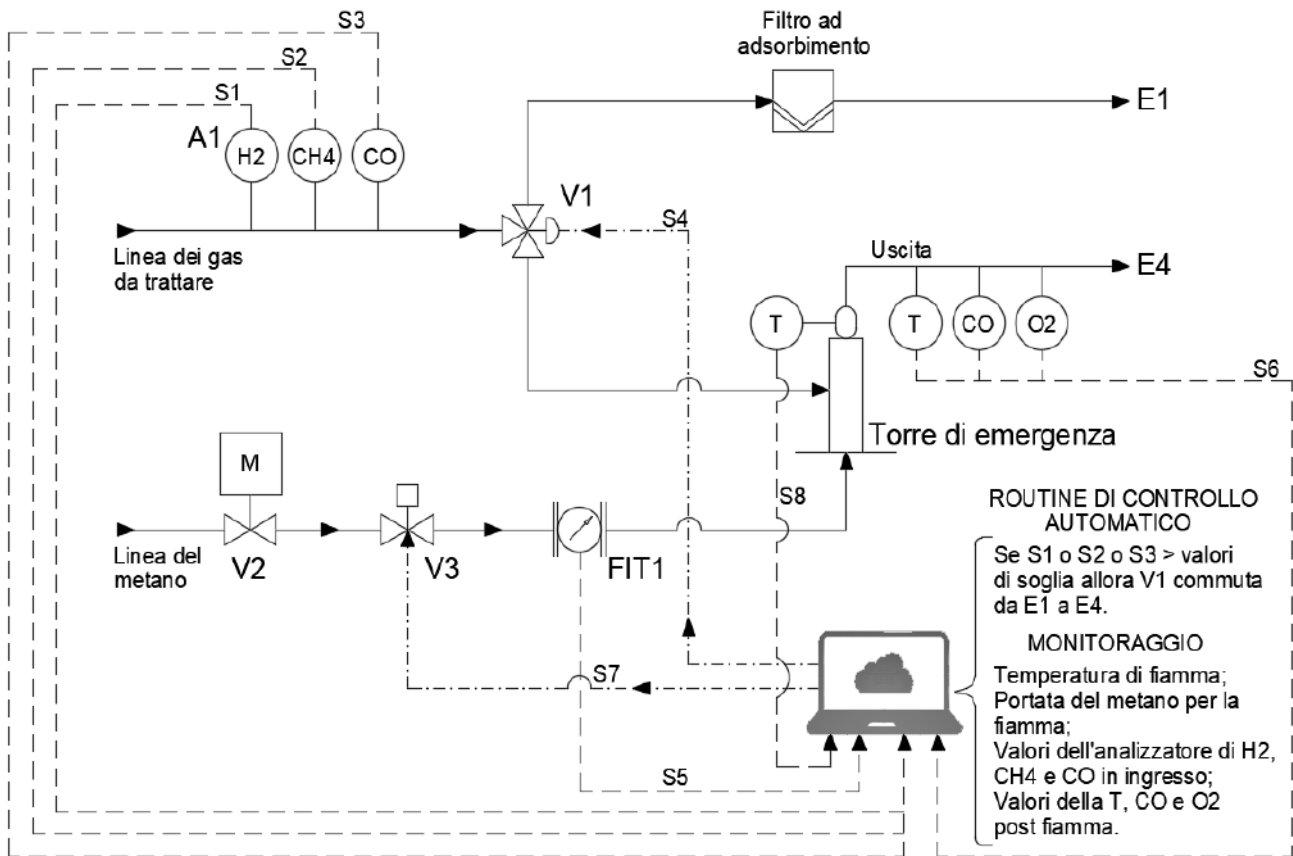 S3
Filtro ad
adsorbimento
S2
S1
E1
A1
H2
CH4
CO
V1
S4
Linea dei gas
da trattare
Uscita
E4
T
T
CO
O2
S6
Torre di emergenza
M
S8
Linea del
metano
V2
V3
FIT1
S7
S5
ROUTINE DI CONTROLLO
AUTOMATICO
Se S1 o S2 o S3 > valori
di soglia allora V1 commuta
da E1 a E4.
MONITORAGGIO
Temperatura di fiamma;
Portata del metano per la
fiamma;
Valori dell'analizzatore di H2,
CH4 e CO in ingresso;
Valori della T, CO e O2
post fiamma.